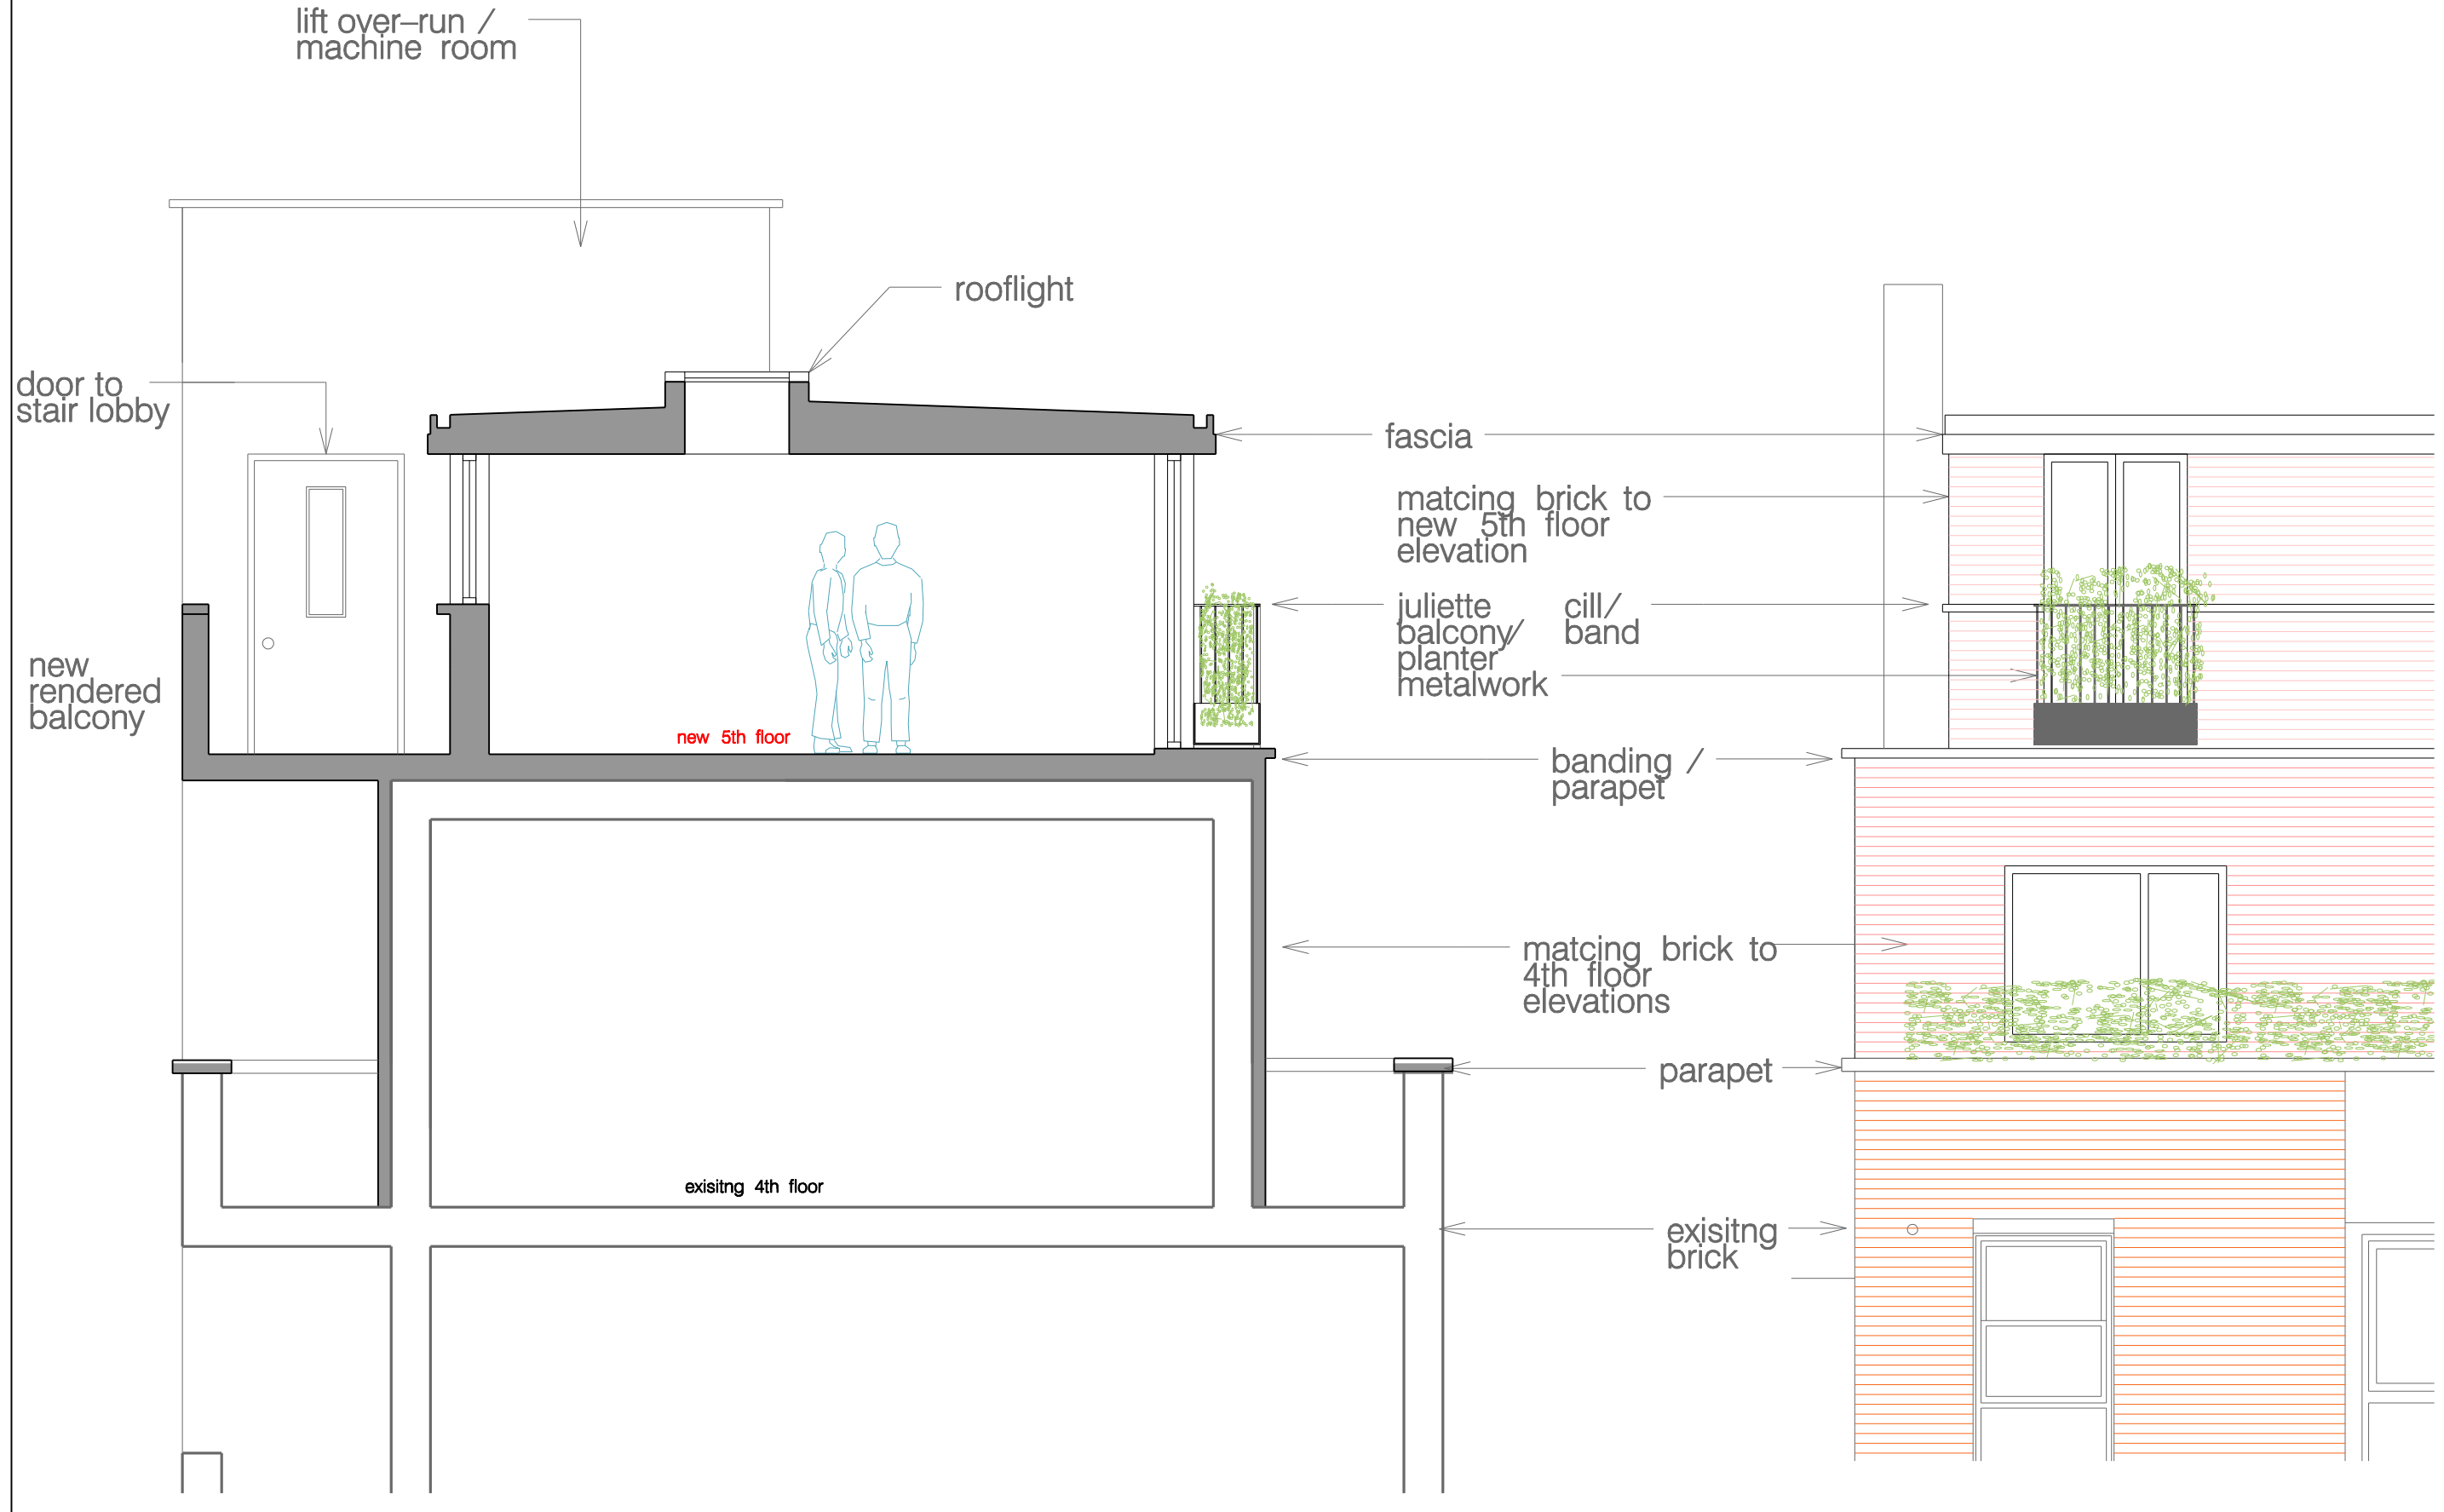 lift over-run /
machine room
rooflight
door to
stair lobby
fascia
matcing brick to
new 5th floor
elevation
juliette
balcony/
planter
metalwork
cill/
band
new
rendered
balcony
new 5th floor
banding /
parapet
matcing brick to
4th floor
elevations
parapet
exisitng 4th floor
exisitng
brick